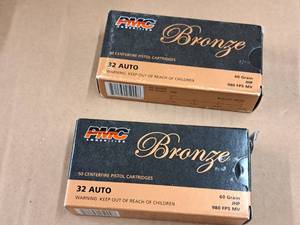 PMC
AMMUNITION
Bronze
50 CENTERFIRE PISTOL CARTRIDGES
32 AUTO
WARNING: KEEP OUT OF REACH OF CHILDREN
60 Grain
JHP
980 FPS MV
PMC
AMMUNITION
Bronze
50 CENTERFIRE PISTOL CARTRIDGES
32 AUTO
WARNING: KEEP OUT OF REACH OF CHILDREN
60 Grain
JHP
980 FPS MV